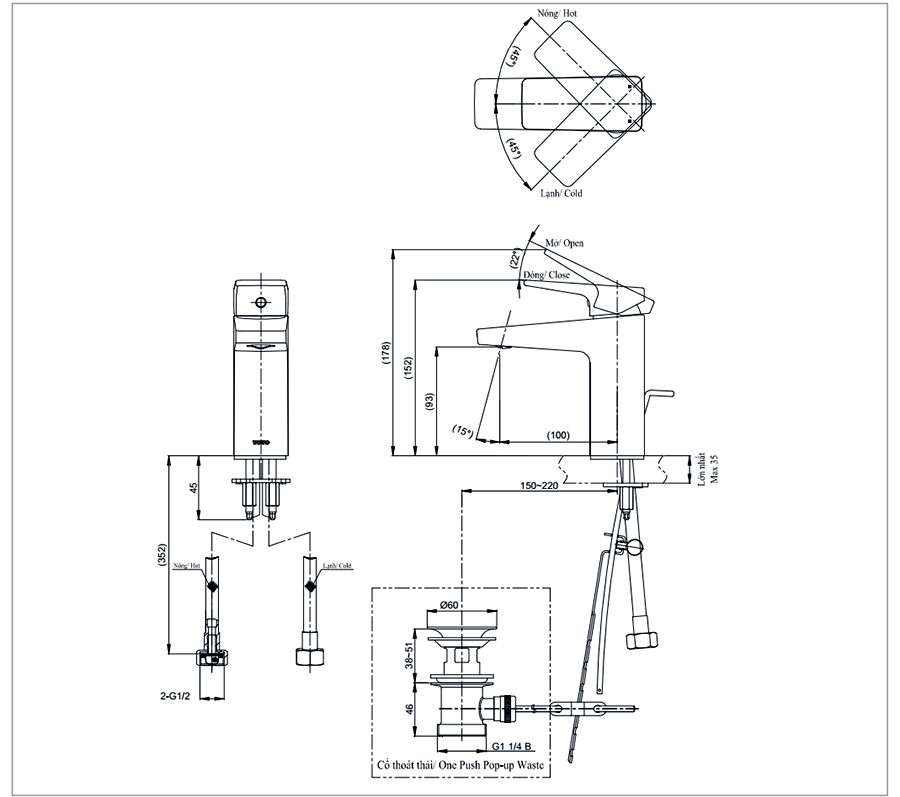 Nóng/ Hot
(45°)
(45°)
Lạnh/ Cold
Mở/ Open
(22°)
Đóng/ Close
(178)
(152)
(93)
(15°)
(100)
TOTO
Lớn nhất
Max 35
150~220
45
(352)
Nóng/ Hot
Lạnh/ Cold
2-G1/2
Ø60
38~51
46
G1 1/4 B
Cổ thoát thải/ One Push Pop-up Waste